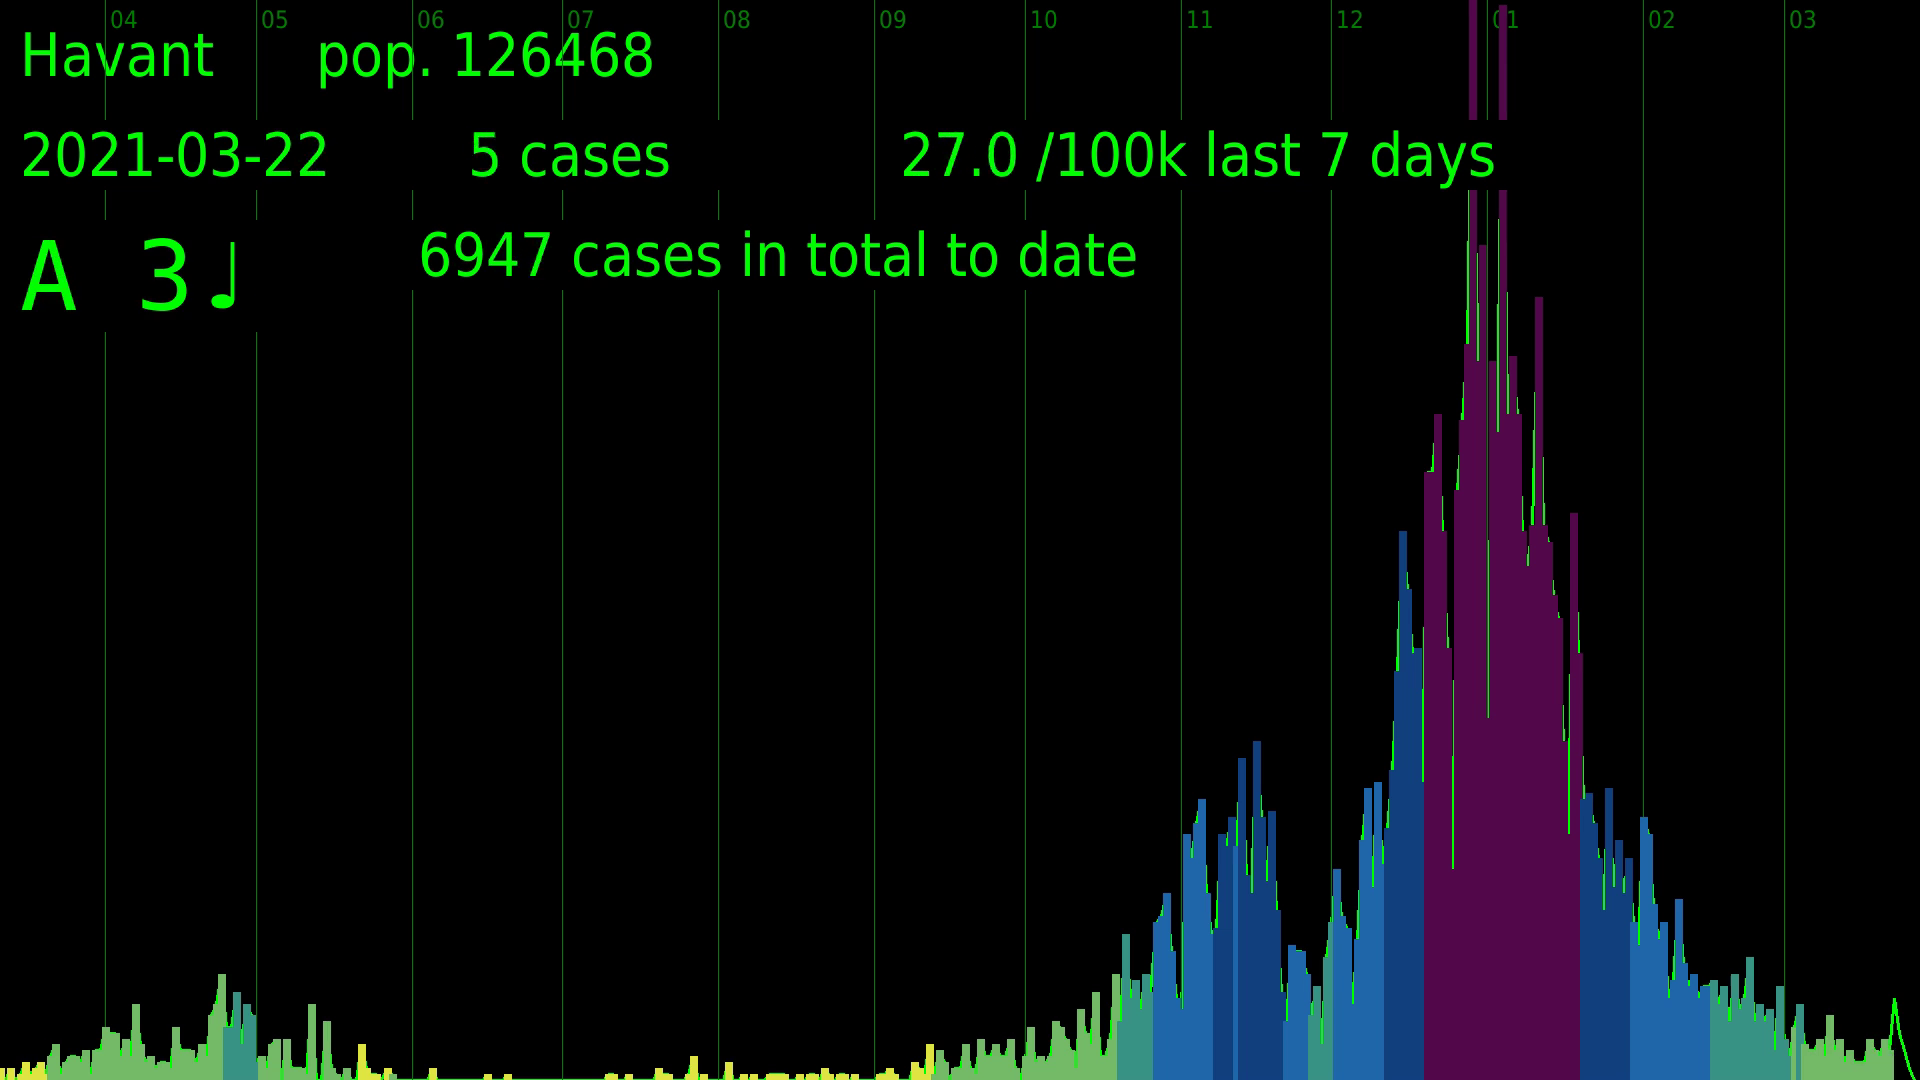 04 05 06 07 08 09 10 11 12 01 02 03
Havant pop. 126468
2021-03-22 5 cases 27.0 /100k last 7 days
A 3♩ 6947 cases in total to date